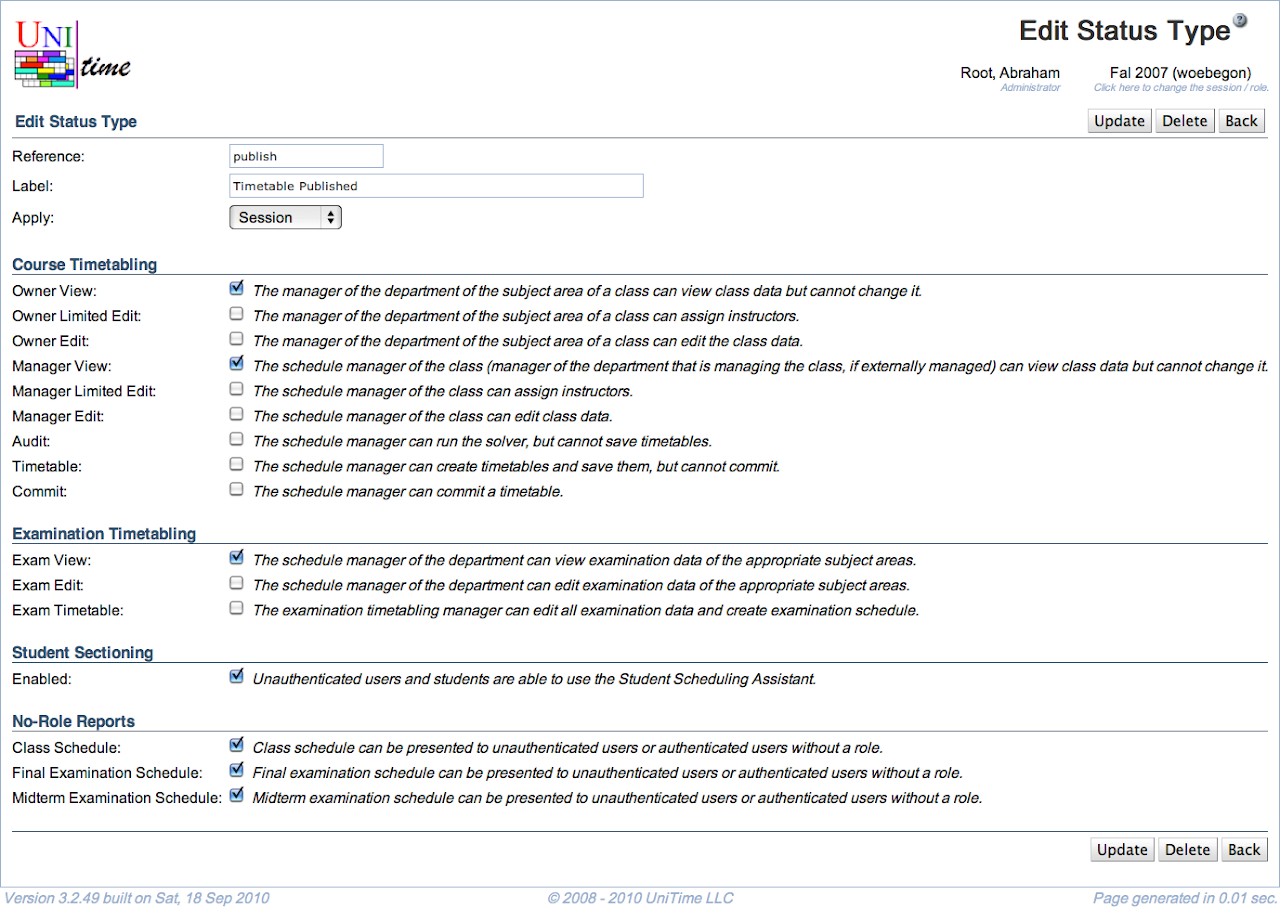 UNI
time
Edit Status Type ?
Root, Abraham
Administrator
Fal 2007 (woebegon)
Click here to change the session / role.
Edit Status Type
Update Delete Back
Reference: publish
Label: Timetable Published
Apply: Session
Course Timetabling
Owner View: The manager of the department of the subject area of a class can view class data but cannot change it.
Owner Limited Edit: The manager of the department of the subject area of a class can assign instructors.
Owner Edit: The manager of the department of the subject area of a class can edit the class data.
Manager View: The schedule manager of the class (manager of the department that is managing the class, if externally managed) can view class data but cannot change it.
Manager Limited Edit: The schedule manager of the class can assign instructors.
Manager Edit: The schedule manager of the class can edit class data.
Audit: The schedule manager can run the solver, but cannot save timetables.
Timetable: The schedule manager can create timetables and save them, but cannot commit.
Commit: The schedule manager can commit a timetable.
Examination Timetabling
Exam View: The schedule manager of the department can view examination data of the appropriate subject areas.
Exam Edit: The schedule manager of the department can edit examination data of the appropriate subject areas.
Exam Timetable: The examination timetabling manager can edit all examination data and create examination schedule.
Student Sectioning
Enabled: Unauthenticated users and students are able to use the Student Scheduling Assistant.
No-Role Reports
Class Schedule: Class schedule can be presented to unauthenticated users or authenticated users without a role.
Final Examination Schedule: Final examination schedule can be presented to unauthenticated users or authenticated users without a role.
Midterm Examination Schedule: Midterm examination schedule can be presented to unauthenticated users or authenticated users without a role.
Update Delete Back
Version 3.2.49 built on Sat, 18 Sep 2010 © 2008 - 2010 UniTime LLC Page generated in 0.01 sec.